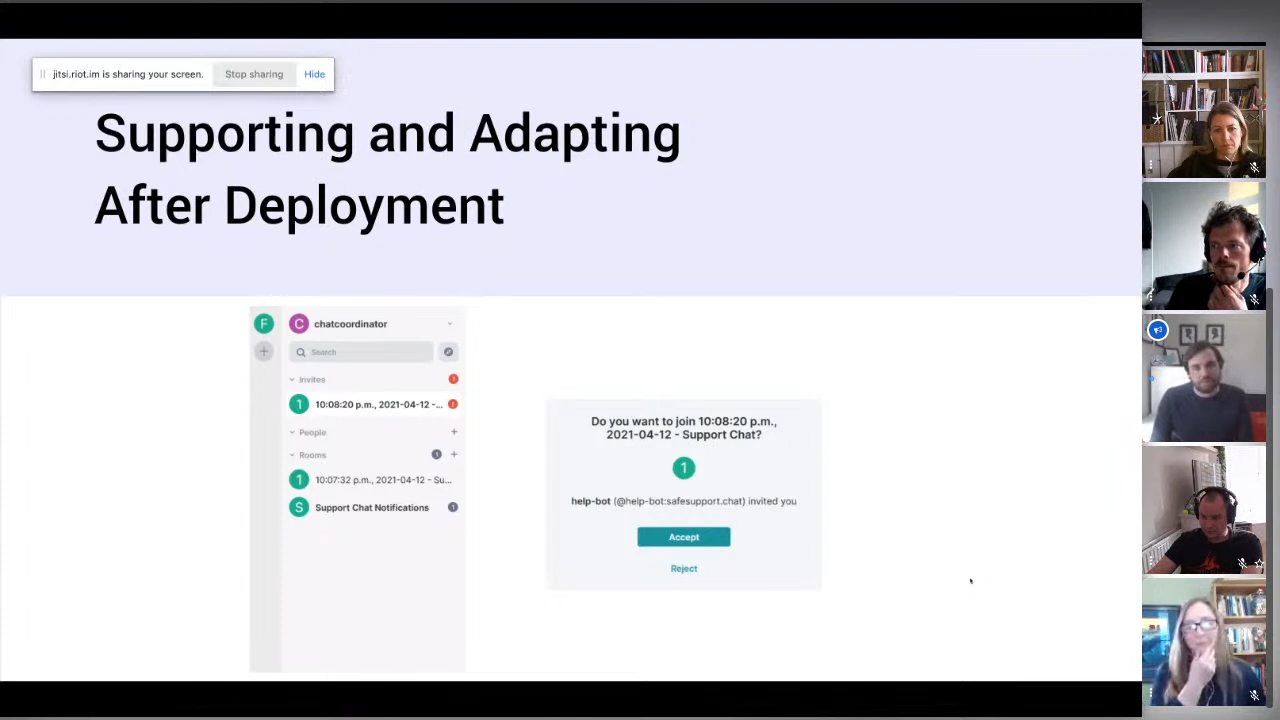 jitsi.riot.im is sharing your screen.
Stop sharing
Hide
Supporting and Adapting
After Deployment
F
C chatcoordinator
Search
Invites
1
1 10:08:20 p.m., 2021-04-12 -... !
People
Rooms 1
1 10:07:32 p.m., 2021-04-12 - Su...
S Support Chat Notifications 1
Do you want to join 10:08:20 p.m.,
2021-04-12 - Support Chat?
1
help-bot (@help-bot:safesupport.chat) invited you
Accept
Reject